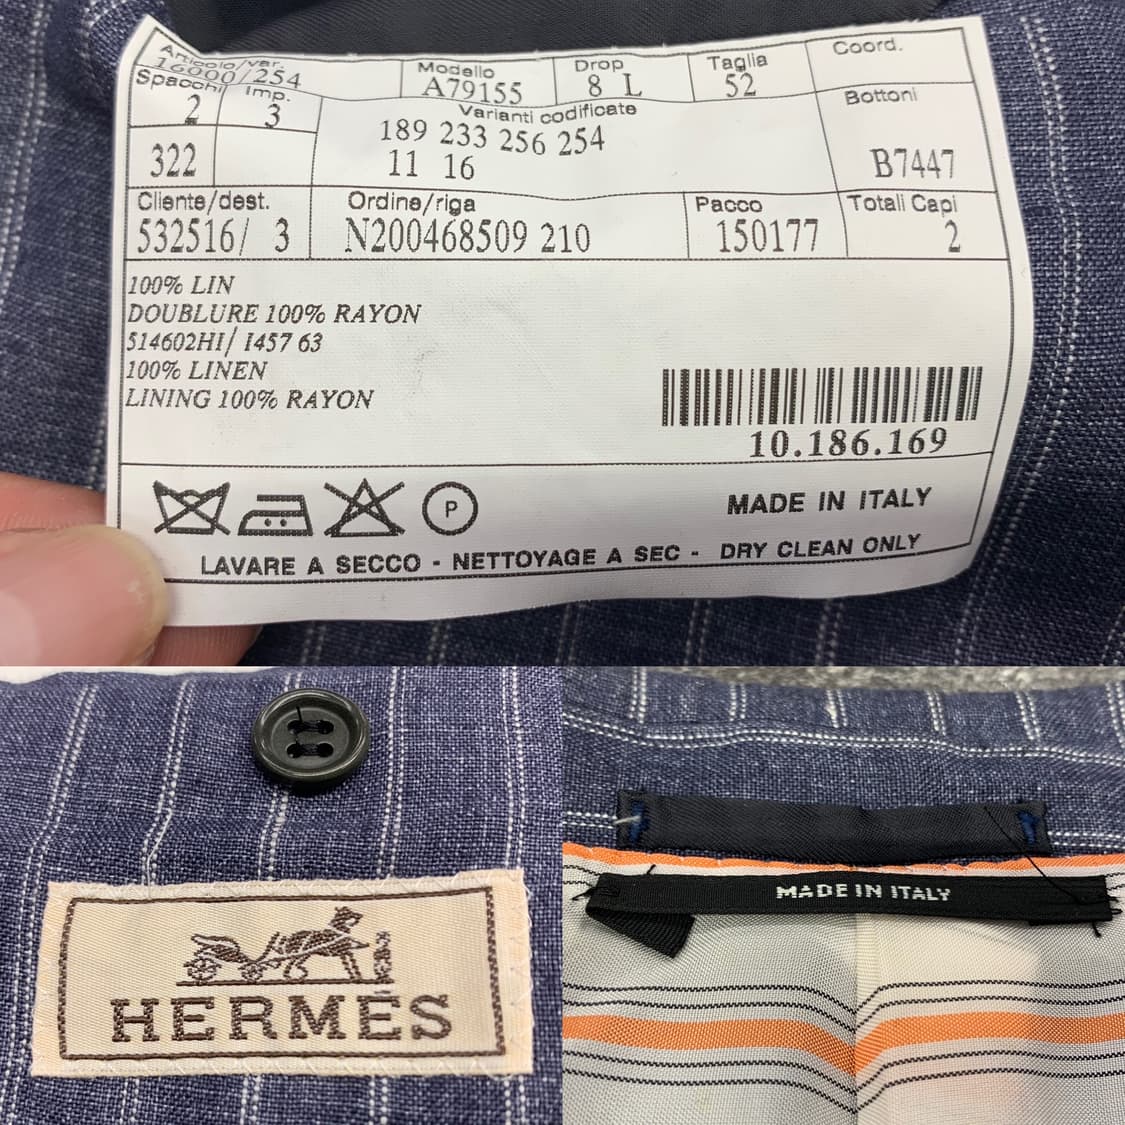 Articolo/var. Modello Drop Taglia Coord.
16000/254 A79155 8 L 52
Spacchi Imp. Varianti codificate Bottoni
2 3 189 233 256 254
322 11 16 B7447
Cliente/dest. Ordine/riga Pacco Totali Capi
532516/ 3 N200468509 210 150177 2
100% LIN
DOUBLURE 100% RAYON
514602HI/ I457 63
100% LINEN
LINING 100% RAYON
10.186.169
P
MADE IN ITALY
LAVARE A SECCO - NETTOYAGE A SEC - DRY CLEAN ONLY
HERMES
MADE IN ITALY